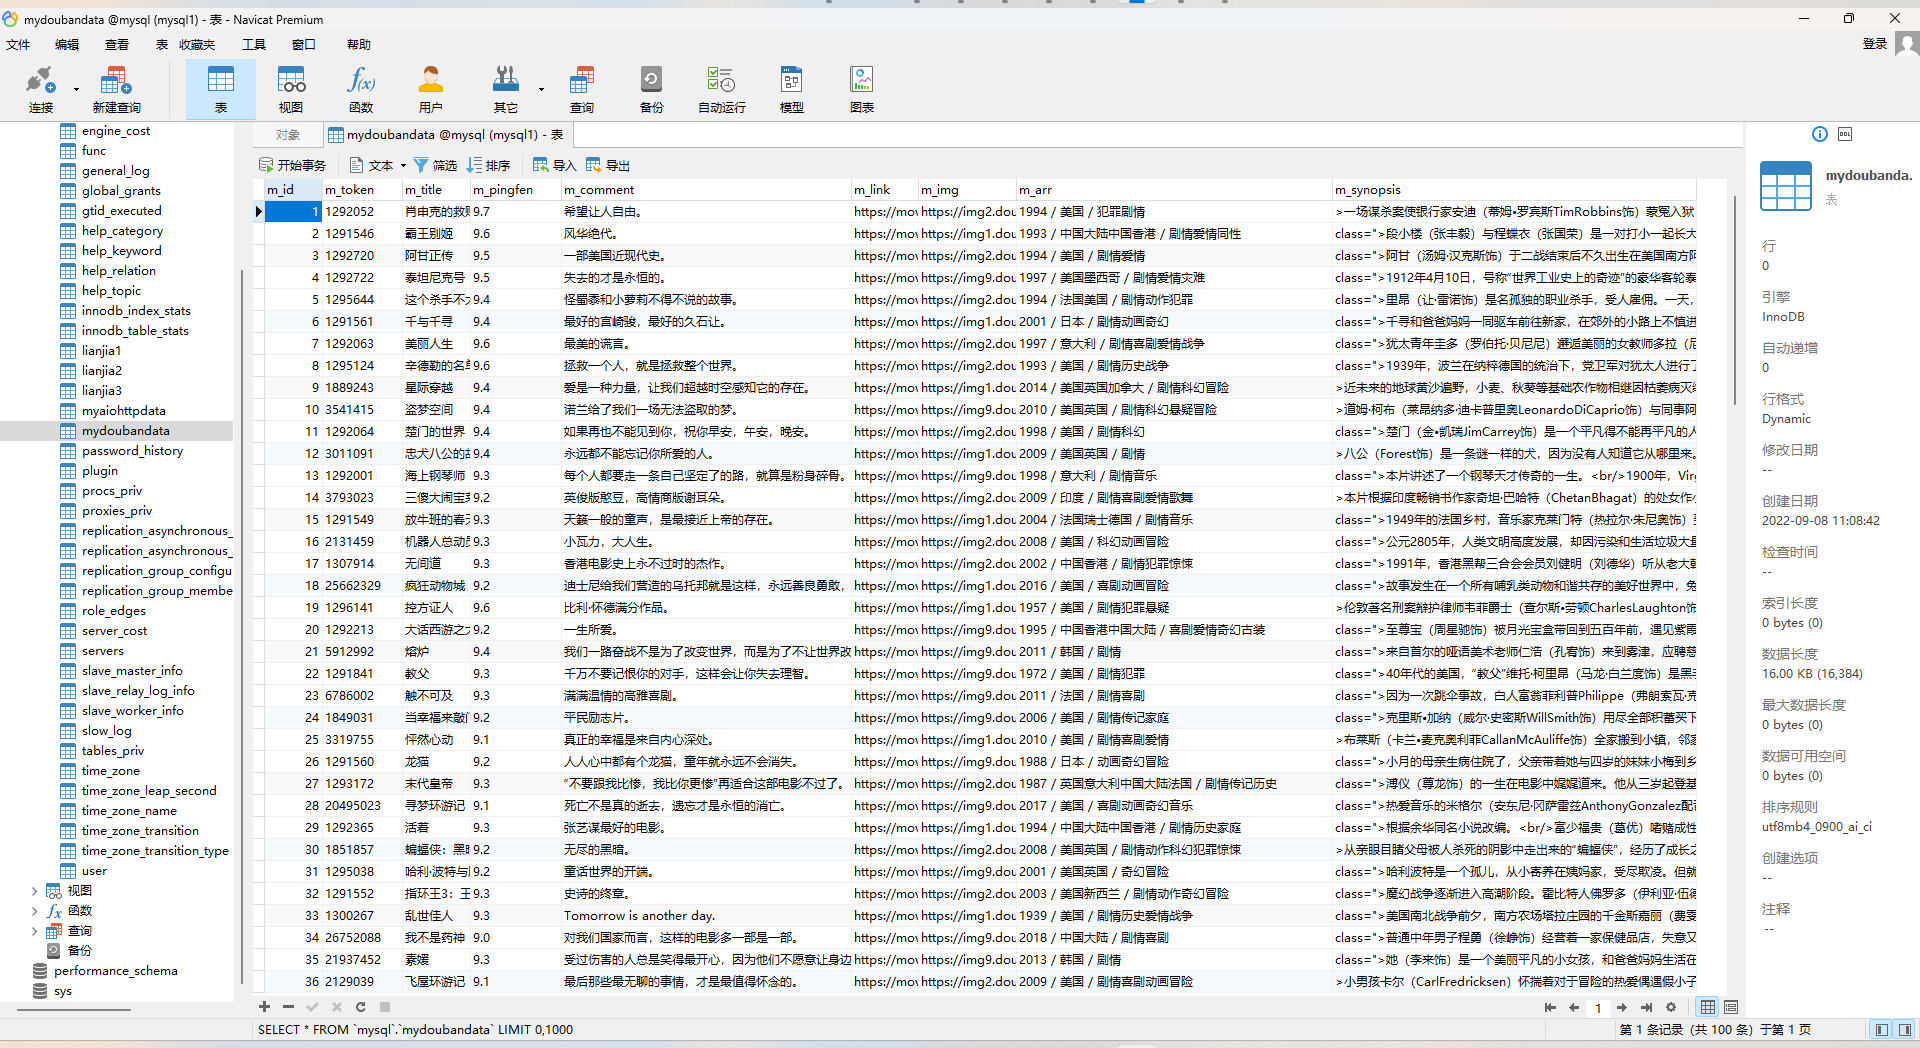 mydoubandata @mysql (mysql1) - 表 - Navicat Premium
文件 编辑 查看 表 收藏夹 工具 窗口 帮助 登录
连接 新建查询 表 视图 函数 用户 其它 查询 备份 自动运行 模型 图表
对象 mydoubandata @mysql (mysql1) - 表
开始事务 文本 筛选 排序 导入 导出
engine_cost
func
general_log
global_grants
gtid_executed
help_category
help_keyword
help_relation
help_topic
innodb_index_stats
innodb_table_stats
lianjia1
lianjia2
lianjia3
myaiohttpdata
mydoubandata
password_history
plugin
procs_priv
proxies_priv
replication_asynchronous_
replication_asynchronous_
replication_group_configu
replication_group_membe
role_edges
server_cost
servers
slave_master_info
slave_relay_log_info
slave_worker_info
slow_log
tables_priv
time_zone
time_zone_leap_second
time_zone_name
time_zone_transition
time_zone_transition_type
user
视图
函数
查询
备份
performance_schema
sys
m_id m_token m_title m_pingfen m_comment m_link m_img m_arr m_synopsis
1 1292052 肖申克的救 9.7 希望让人自由。 https://mov https://img2.dou 1994 / 美国 / 犯罪剧情 >一场谋杀案使银行家安迪（蒂姆•罗宾斯TimRobbins饰）蒙冤入狱
2 1291546 霸王别姬 9.6 风华绝代。 https://mov https://img1.dou 1993 / 中国大陆中国香港 / 剧情爱情同性 class=">段小楼（张丰毅）与程蝶衣（张国荣）是一对打小一起长大
3 1292720 阿甘正传 9.5 一部美国近现代史。 https://mov https://img2.dou 1994 / 美国 / 剧情爱情 class=">阿甘（汤姆·汉克斯饰）于二战结束后不久出生在美国南方阿
4 1292722 泰坦尼克号 9.5 失去的才是永恒的。 https://mov https://img9.dou 1997 / 美国墨西哥 / 剧情爱情灾难 class=">1912年4月10日，号称“世界工业史上的奇迹”的豪华客轮泰
5 1295644 这个杀手不 9.4 怪蜀黍和小萝莉不得不说的故事。 https://mov https://img2.dou 1994 / 法国美国 / 剧情动作犯罪 class=">里昂（让·雷诺饰）是名孤独的职业杀手，受人雇佣。一天，
6 1291561 千与千寻 9.4 最好的宫崎骏，最好的久石让。 https://mov https://img1.dou 2001 / 日本 / 剧情动画奇幻 class=">千寻和爸爸妈妈一同驱车前往新家，在郊外的小路上不慎进
7 1292063 美丽人生 9.6 最美的谎言。 https://mov https://img2.dou 1997 / 意大利 / 剧情喜剧爱情战争 class=">犹太青年圭多（罗伯托·贝尼尼）邂逅美丽的女教师多拉（
8 1295124 辛德勒的名 9.6 拯救一个人，就是拯救整个世界。 https://mov https://img2.dou 1993 / 美国 / 剧情历史战争 class=">1939年，波兰在纳粹德国的统治下，党卫军对犹太人进行了
9 1889243 星际穿越 9.4 爱是一种力量，让我们超越时空感知它的存在。 https://mov https://img1.dou 2014 / 美国英国加拿大 / 剧情科幻冒险 >近未来的地球黄沙遍野，小麦、秋葵等基础农作物相继因枯萎病灭
10 3541415 盗梦空间 9.4 诺兰给了我们一场无法盗取的梦。 https://mov https://img9.dou 2010 / 美国英国 / 剧情科幻悬疑冒险 >道姆·柯布（莱昂纳多·迪卡普里奥LeonardoDiCaprio饰）与同事阿
11 1292064 楚门的世界 9.4 如果再也不能见到你，祝你早安，午安，晚安。 https://mov https://img2.dou 1998 / 美国 / 剧情科幻 class=">楚门（金•凯瑞JimCarrey饰）是一个平凡得不能再平凡的人
12 3011091 忠犬八公的 9.4 永远都不能忘记你所爱的人。 https://mov https://img9.dou 2009 / 美国英国 / 剧情 >八公（Forest饰）是一条谜一样的犬，因为没有人知道它从哪里来。
13 1292001 海上钢琴师 9.3 每个人都要走一条自己坚定了的路，就算是粉身碎骨。 https://mov https://img9.dou 1998 / 意大利 / 剧情音乐 class=">本片讲述了一个钢琴天才传奇的一生。<br/>1900年，Virg
14 3793023 三傻大闹宝 9.2 英俊版憨豆，高情商版谢耳朵。 https://mov https://img2.dou 2009 / 印度 / 剧情喜剧爱情歌舞 >本片根据印度畅销书作家奇坦·巴哈特（ChetanBhagat）的处女作
15 1291549 放牛班的春 9.3 天籁一般的童声，是最接近上帝的存在。 https://mov https://img1.dou 2004 / 法国瑞士德国 / 剧情音乐 class=">1949年的法国乡村，音乐家克莱门特（热拉尔·朱尼奥饰）
16 2131459 机器人总动 9.3 小瓦力，大人生。 https://mov https://img2.dou 2008 / 美国 / 科幻动画冒险 class=">公元2805年，人类文明高度发展，却因污染和生活垃圾大量
17 1307914 无间道 9.3 香港电影史上永不过时的杰作。 https://mov https://img2.dou 2002 / 中国香港 / 剧情犯罪惊悚 class=">1991年，香港黑帮三合会会员刘健明（刘德华）听从老大
18 25662329 疯狂动物城 9.2 迪士尼给我们营造的乌托邦就是这样，永远善良勇敢， https://mov https://img1.dou 2016 / 美国 / 喜剧动画冒险 class=">故事发生在一个所有哺乳类动物和谐共存的美好世界中，
19 1296141 控方证人 9.6 比利·怀德满分作品。 https://mov https://img1.dou 1957 / 美国 / 剧情犯罪悬疑 >伦敦著名刑案辩护律师韦菲爵士（查尔斯•劳顿CharlesLaughton饰
20 1292213 大话西游之 9.2 一生所爱。 https://mov https://img9.dou 1995 / 中国香港中国大陆 / 喜剧爱情奇幻古装 class=">至尊宝（周星驰饰）被月光宝盒带回到五百年前，遇见紫霞
21 5912992 熔炉 9.4 我们一路奋战不是为了改变世界，而是为了不让世界改 https://mov https://img9.dou 2011 / 韩国 / 剧情 class=">来自首尔的哑语美术老师仁浩（孔宥饰）来到雾津，应聘慈
22 1291841 教父 9.3 千万不要记恨你的对手，这样会让你失去理智。 https://mov https://img9.dou 1972 / 美国 / 剧情犯罪 class=">40年代的美国，“教父”维托·柯里昂（马龙·白兰度饰）是黑
23 6786002 触不可及 9.3 满满温情的高雅喜剧。 https://mov https://img1.dou 2011 / 法国 / 剧情喜剧 class=">因为一次跳伞事故，白人富翁菲利普Philippe（弗朗索瓦·克
24 1849031 当幸福来敲 9.2 平民励志片。 https://mov https://img9.dou 2006 / 美国 / 剧情传记家庭 class=">克里斯•加纳（威尔·史密斯WillSmith饰）用尽全部积蓄买下
25 3319755 怦然心动 9.1 真正的幸福是来自内心深处。 https://mov https://img1.dou 2010 / 美国 / 剧情喜剧爱情 >布莱斯（卡兰•麦克奥利菲CallanMcAuliffe饰）全家搬到小镇，邻
26 1291560 龙猫 9.2 人人心中都有个龙猫，童年就永远不会消失。 https://mov https://img9.dou 1988 / 日本 / 动画奇幻冒险 class=">小月的母亲生病住院了，父亲带着她与四岁的妹妹小梅到乡
27 1293172 末代皇帝 9.3 “不要跟我比惨，我比你更惨”再适合这部电影不过了。 https://mov https://img2.dou 1987 / 英国意大利中国大陆法国 / 剧情传记历史 class=">溥仪（尊龙饰）的一生在电影中娓娓道来。他从三岁起登基
28 20495023 寻梦环游记 9.1 死亡不是真的逝去，遗忘才是永恒的消亡。 https://mov https://img9.dou 2017 / 美国 / 喜剧动画奇幻音乐 class=">热爱音乐的米格尔（安东尼·冈萨雷兹AnthonyGonzalez配
29 1292365 活着 9.3 张艺谋最好的电影。 https://mov https://img1.dou 1994 / 中国大陆中国香港 / 剧情历史家庭 class=">根据余华同名小说改编。<br/>富少福贵（葛优）嗜赌成性
30 1851857 蝙蝠侠：黑 9.2 无尽的黑暗。 https://mov https://img2.dou 2008 / 美国英国 / 剧情动作科幻犯罪惊悚 >从亲眼目睹父母被人杀死的阴影中走出来的“蝙蝠侠”，经历了成长之
31 1295038 哈利·波特与 9.2 童话世界的开端。 https://mov https://img9.dou 2001 / 美国英国 / 奇幻冒险 class=">哈利波特是一个孤儿，从小寄养在姨妈家，受尽欺凌。但就
32 1291552 指环王3：王 9.3 史诗的终章。 https://mov https://img2.dou 2003 / 美国新西兰 / 剧情动作奇幻冒险 class=">魔幻战争逐渐进入高潮阶段。霍比特人佛罗多（伊利亚·伍德
33 1300267 乱世佳人 9.3 Tomorrow is another day. https://mov https://img1.dou 1939 / 美国 / 剧情历史爱情战争 class=">美国南北战争前夕，南方农场塔拉庄园的千金斯嘉丽（费雯
34 26752088 我不是药神 9.0 对我们国家而言，这样的电影多一部是一部。 https://mov https://img9.dou 2018 / 中国大陆 / 剧情喜剧 class=">普通中年男子程勇（徐峥饰）经营着一家保健品店，失意又
35 21937452 素媛 9.3 受过伤害的人总是笑得最开心，因为他们不愿意让身边 https://mov https://img9.dou 2013 / 韩国 / 剧情 class=">她（李来饰）是一个美丽平凡的小女孩，和爸爸妈妈生活在
36 2129039 飞屋环游记 9.1 最后那些最无聊的事情，才是最值得怀念的。 https://mov https://img2.dou 2009 / 美国 / 剧情喜剧动画冒险 >小男孩卡尔（CarlFredricksen）怀揣着对于冒险的热爱偶遇假小子
1
SELECT * FROM `mysql`.`mydoubandata` LIMIT 0,1000
第 1 条记录（共 100 条）于第 1 页
DDL
mydoubanda.
表
行
0
引擎
InnoDB
自动递增
0
行格式
Dynamic
修改日期
--
创建日期
2022-09-08 11:08:42
检查时间
--
索引长度
0 bytes (0)
数据长度
16.00 KB (16,384)
最大数据长度
0 bytes (0)
数据可用空间
0 bytes (0)
排序规则
utf8mb4_0900_ai_ci
创建选项
--
注释
--